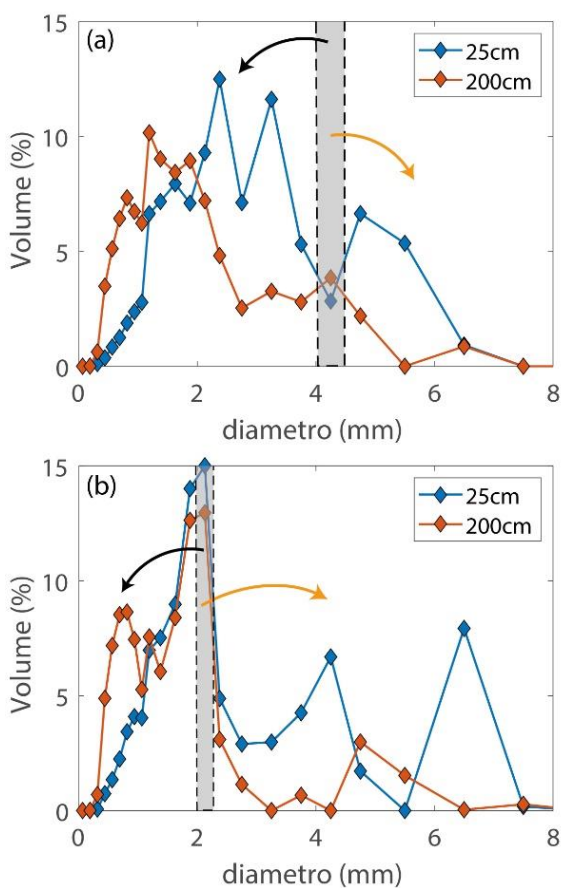 (a)
25cm
200cm
15
10
5
0
Volume (%)
0 2 4 6 8
diametro (mm)
(b)
25cm
200cm
15
10
5
0
Volume (%)
0 2 4 6 8
diametro (mm)